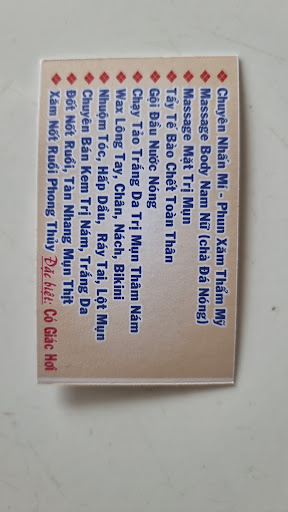 Chuyên Nhấn Mí - Phun Xăm Thẩm Mỹ
Massage Body Nam Nữ (chà Đá Nóng)
Massage Mặt Trị Mụn
Tẩy Tế Bào Chết Toàn Thân
Gội Đầu Nước Nóng
Chạy Tảo Trắng Da Trị Mụn Thâm Nám
Wax Lông Tay, Chân, Nách, Bikini
Nhuộm Tóc, Hấp Dầu, Ráy Tai, Lột Mụn
Chuyên Bán Kem Trị Nám, Trắng Da
Đốt Nốt Ruồi, Tàn Nhang Mụn Thịt
Xăm Nốt Ruồi Phong Thủy Đặc biệt: Có Giác Hơi